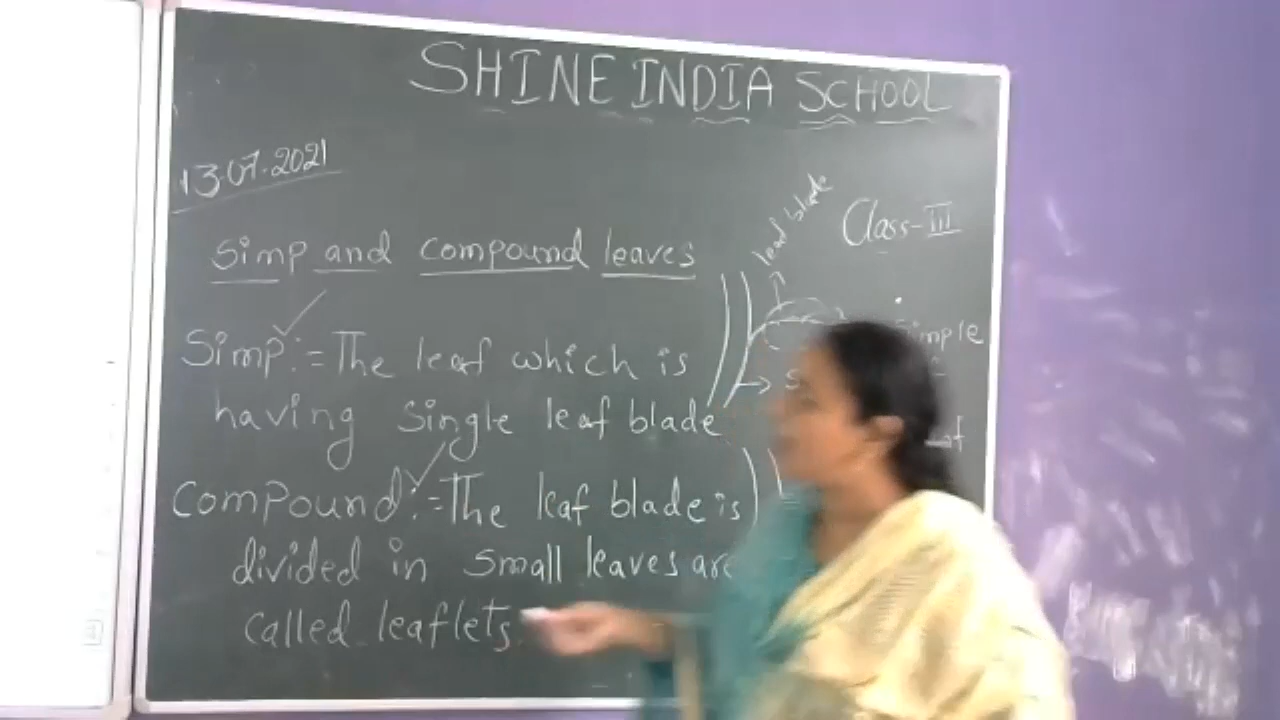 SHINE INDIA SCHOOL
13.07.2021
Class-III
Simp and compound leaves
leaf blade
Simp:=The leaf which is
having single leaf blade
Simple
Compound:-The leaf blade is
divided in small leaves are
called leaflets.